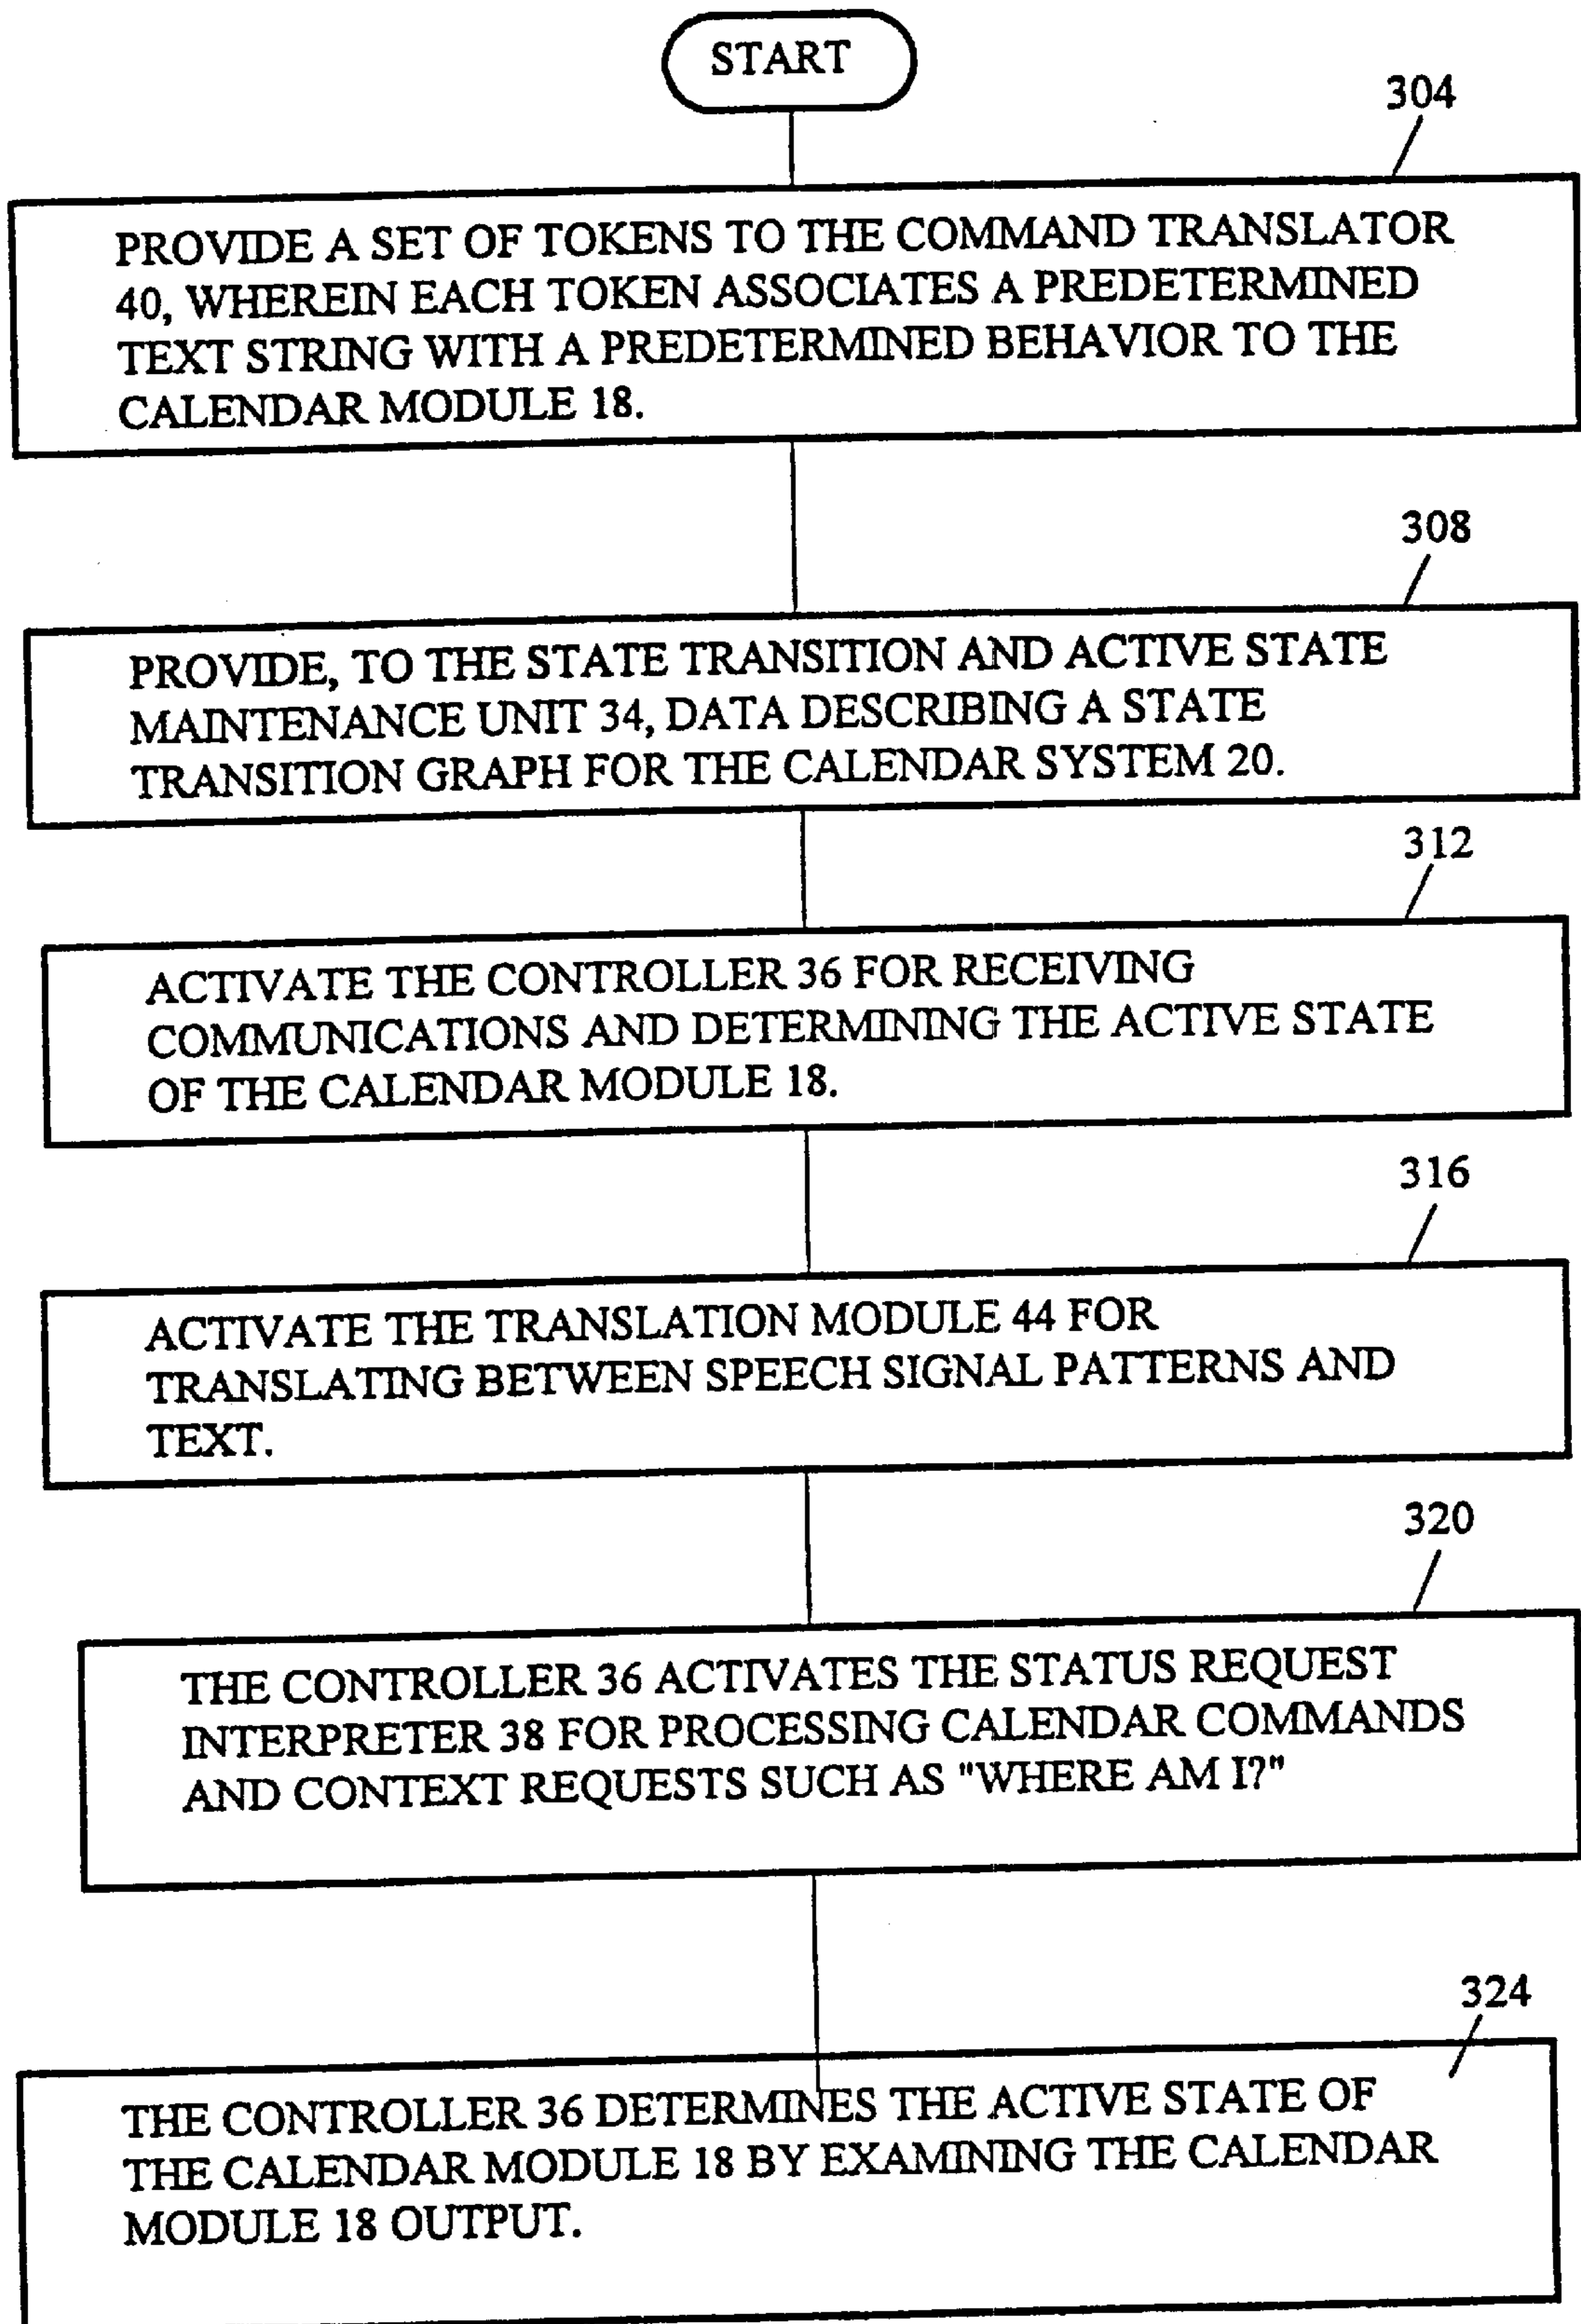 START
304
PROVIDE A SET OF TOKENS TO THE COMMAND TRANSLATOR
40, WHEREIN EACH TOKEN ASSOCIATES A PREDETERMINED
TEXT STRING WITH A PREDETERMINED BEHAVIOR TO THE
CALENDAR MODULE 18.
308
PROVIDE, TO THE STATE TRANSITION AND ACTIVE STATE
MAINTENANCE UNIT 34, DATA DESCRIBING A STATE
TRANSITION GRAPH FOR THE CALENDAR SYSTEM 20.
312
ACTIVATE THE CONTROLLER 36 FOR RECEIVING
COMMUNICATIONS AND DETERMINING THE ACTIVE STATE
OF THE CALENDAR MODULE 18.
316
ACTIVATE THE TRANSLATION MODULE 44 FOR
TRANSLATING BETWEEN SPEECH SIGNAL PATTERNS AND
TEXT.
320
THE CONTROLLER 36 ACTIVATES THE STATUS REQUEST
INTERPRETER 38 FOR PROCESSING CALENDAR COMMANDS
AND CONTEXT REQUESTS SUCH AS "WHERE AM I?"
324
THE CONTROLLER 36 DETERMINES THE ACTIVE STATE OF
THE CALENDAR MODULE 18 BY EXAMINING THE CALENDAR
MODULE 18 OUTPUT.